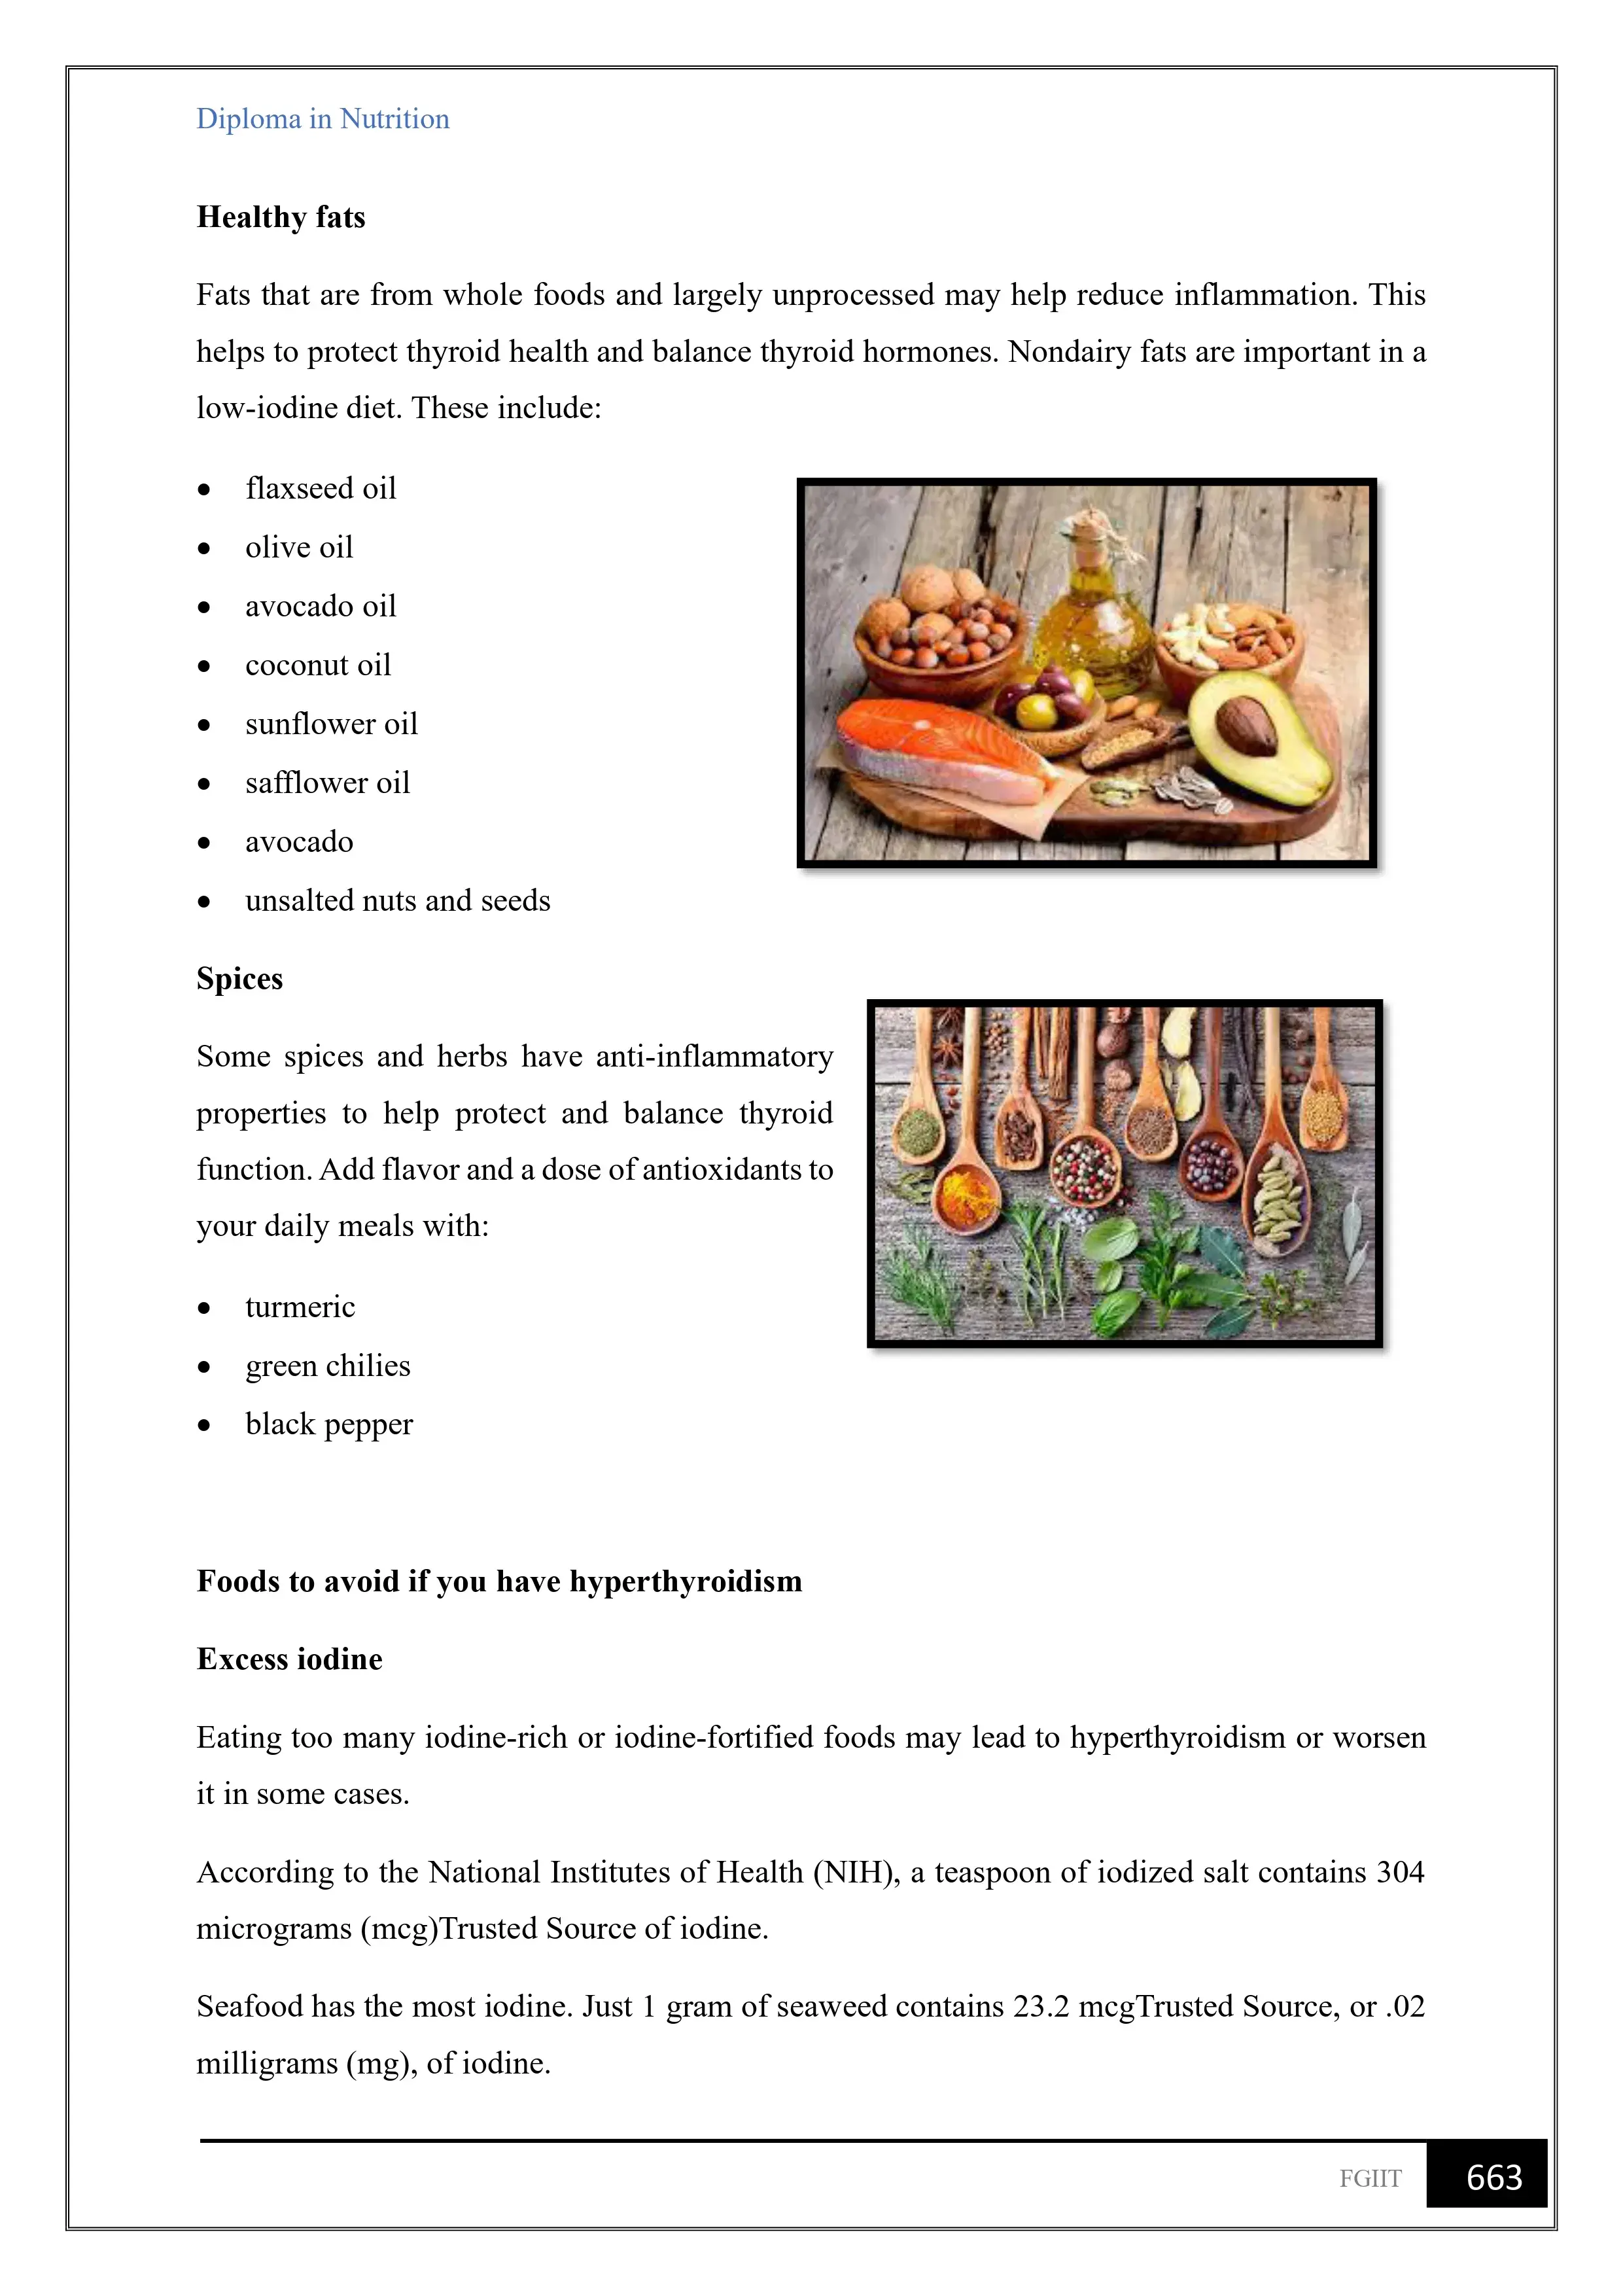 Diploma in Nutrition
Healthy fats
Fats that are from whole foods and largely unprocessed may help reduce inflammation. This
helps to protect thyroid health and balance thyroid hormones. Nondairy fats are important in a
low-iodine diet. These include:
• flaxseed oil
• olive oil
• avocado oil
• coconut oil
• sunflower oil
• safflower oil
• avocado
• unsalted nuts and seeds
Spices
Some spices and herbs have anti-inflammatory
properties to help protect and balance thyroid
function. Add flavor and a dose of antioxidants to
your daily meals with:
• turmeric
• green chilies
• black pepper
Foods to avoid if you have hyperthyroidism
Excess iodine
Eating too many iodine-rich or iodine-fortified foods may lead to hyperthyroidism or worsen
it in some cases.
According to the National Institutes of Health (NIH), a teaspoon of iodized salt contains 304
micrograms (mcg)Trusted Source of iodine.
Seafood has the most iodine. Just 1 gram of seaweed contains 23.2 mcgTrusted Source, or .02
milligrams (mg), of iodine.
FGIIT 663